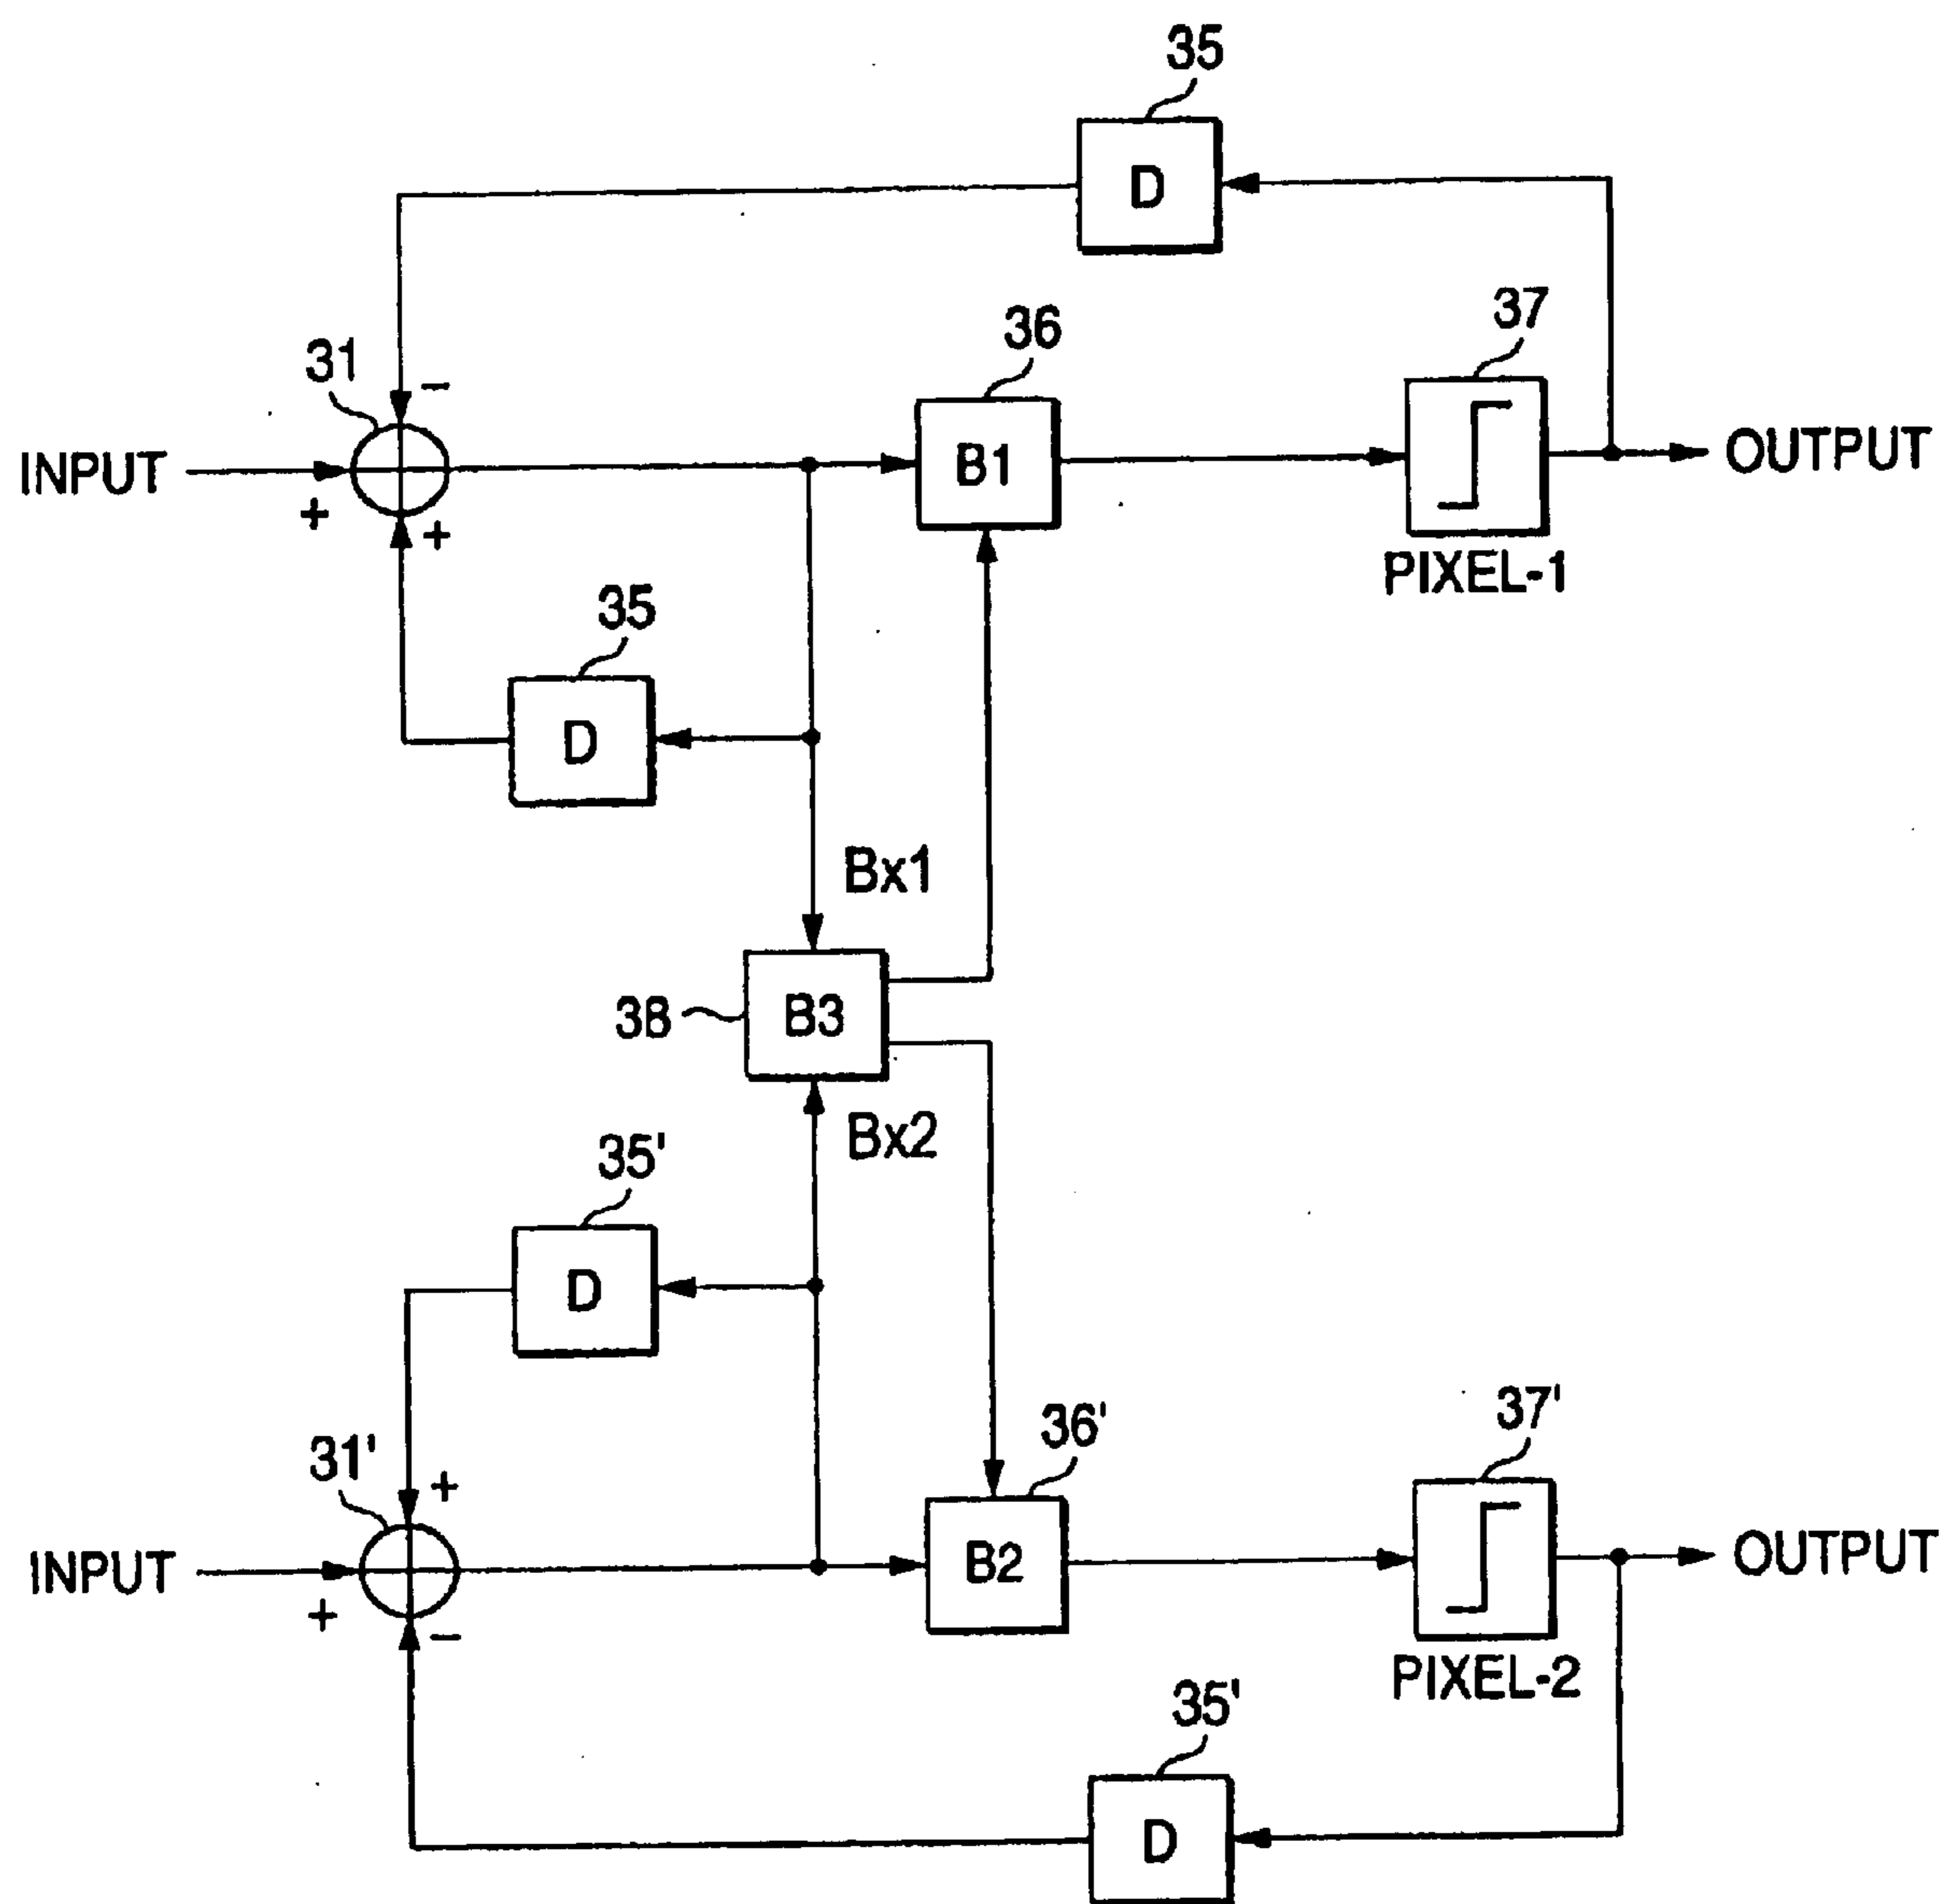 35
D
37
36
31
−
INPUT
B1
OUTPUT
+
+
PIXEL-1
35
D
Bx1
38
B3
Bx2
35'
D
37'
36'
31'
+
INPUT
B2
OUTPUT
+
−
PIXEL-2
35'
D